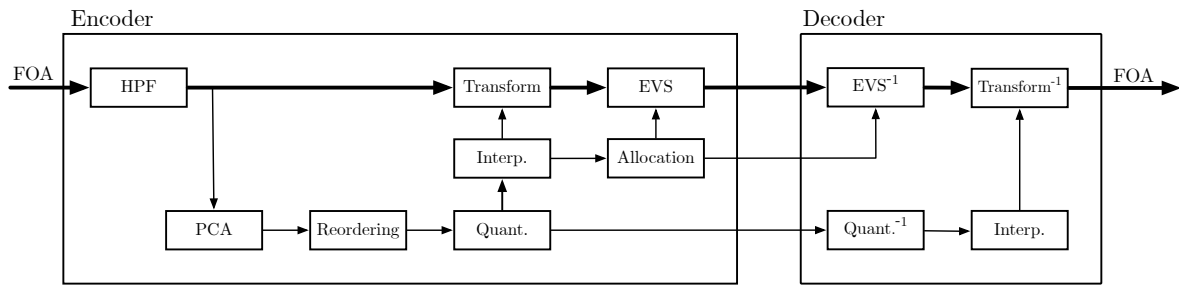 Encoder
Decoder
FOA
HPF
Transform
EVS
EVS⁻¹
Transform⁻¹
FOA
Interp.
Allocation
PCA
Reordering
Quant.
Quant.⁻¹
Interp.